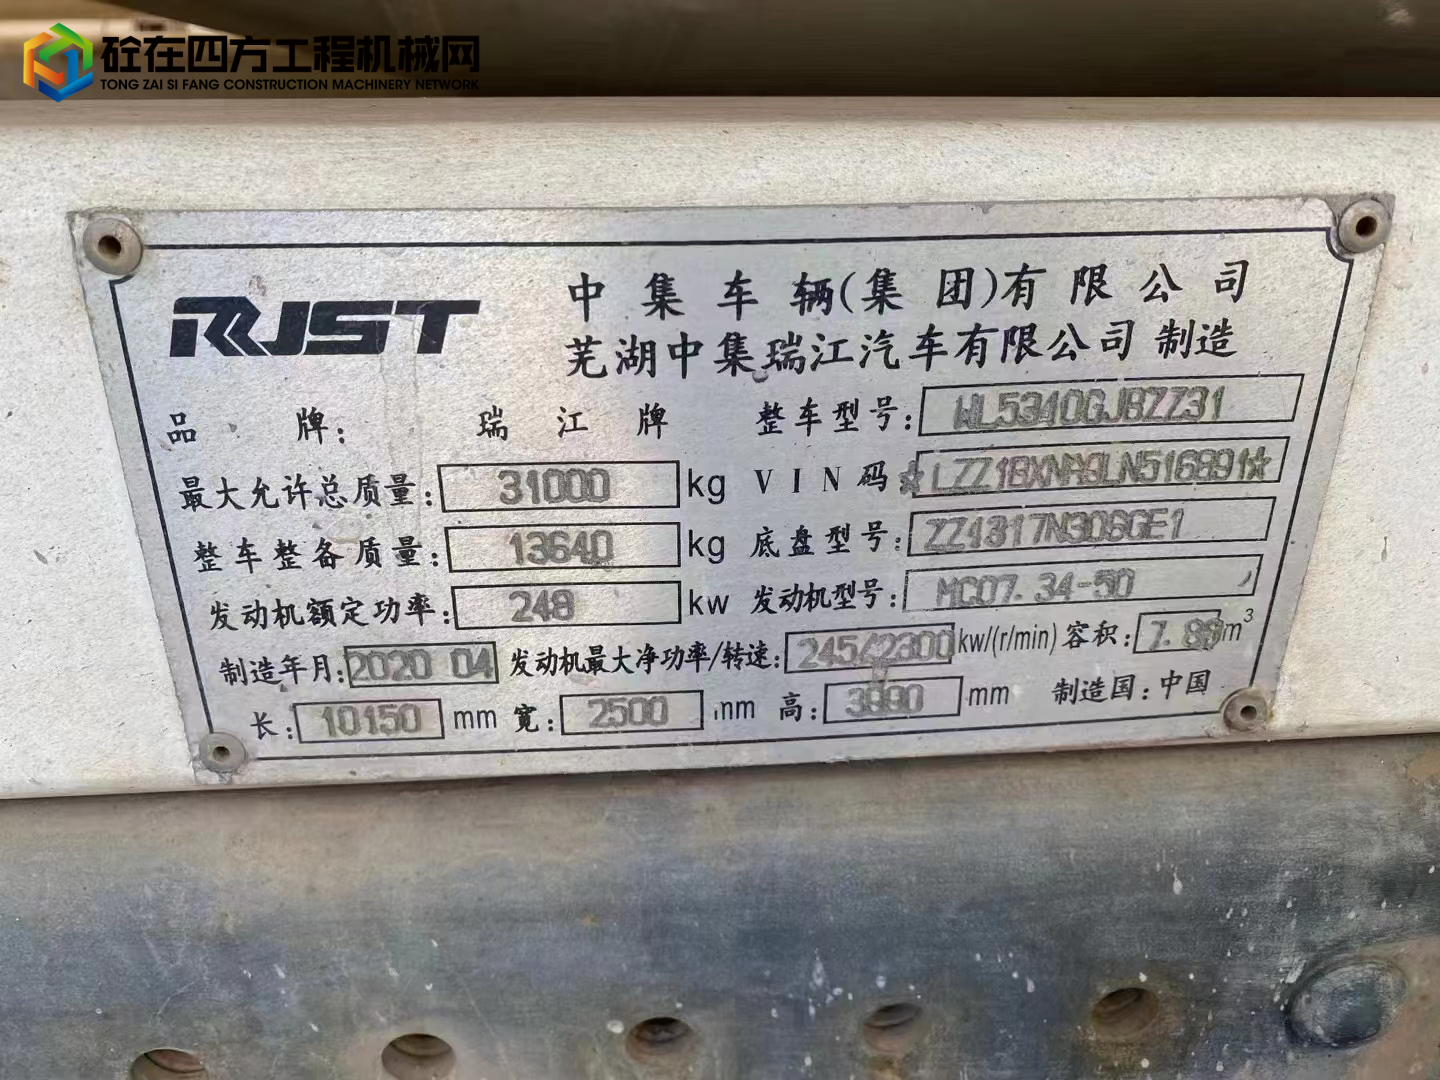 砼在四方工程机械网
TONG ZAI SI FANG CONSTRUCTION MACHINERY NETWORK
RJST
中集车辆(集团)有限公司
芜湖中集瑞江汽车有限公司 制造
品牌: 瑞江牌 整车型号: WL5310GJBZZ31
最大允许总质量: 31000 kg VIN码
整车整备质量: 13640 kg 底盘型号: ZZ1317N306GE1
发动机额定功率: 248 kw 发动机型号: MC07.34-50
制造年月: 2020 04 发动机最大净功率/转速: 245/2300 kw/(r/min) 容积: m³
长: 10150 mm 宽: 2500 mm 高: 3990 mm 制造国: 中国